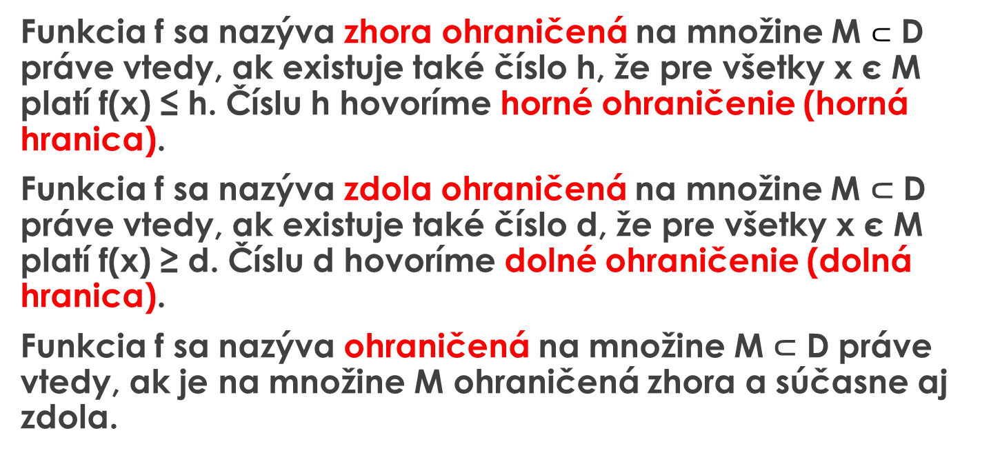 Funkcia f sa nazýva zhora ohraničená na množine M ⊂ D
práve vtedy, ak existuje také číslo h, že pre všetky x є M
platí f(x) ≤ h. Číslu h hovoríme horné ohraničenie (horná
hranica).
Funkcia f sa nazýva zdola ohraničená na množine M ⊂ D
práve vtedy, ak existuje také číslo d, že pre všetky x є M
platí f(x) ≥ d. Číslu d hovoríme dolné ohraničenie (dolná
hranica).
Funkcia f sa nazýva ohraničená na množine M ⊂ D práve
vtedy, ak je na množine M ohraničená zhora a súčasne aj
zdola.